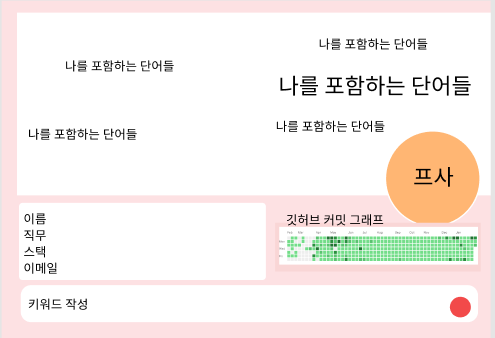 나를 포함하는 단어들
나를 포함하는 단어들
나를 포함하는 단어들
나를 포함하는 단어들
나를 포함하는 단어들
프사
이름
직무
스택
이메일
깃허브 커밋 그래프
키워드 작성